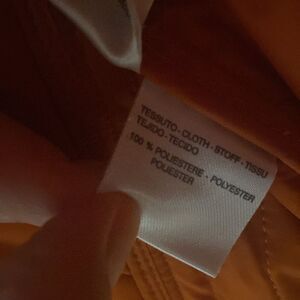 TESSUTO - CLOTH - STOFF - TISSU
TEJIDO - TECIDO
100 % POLIESTERE - POLYESTER
POLIESTER